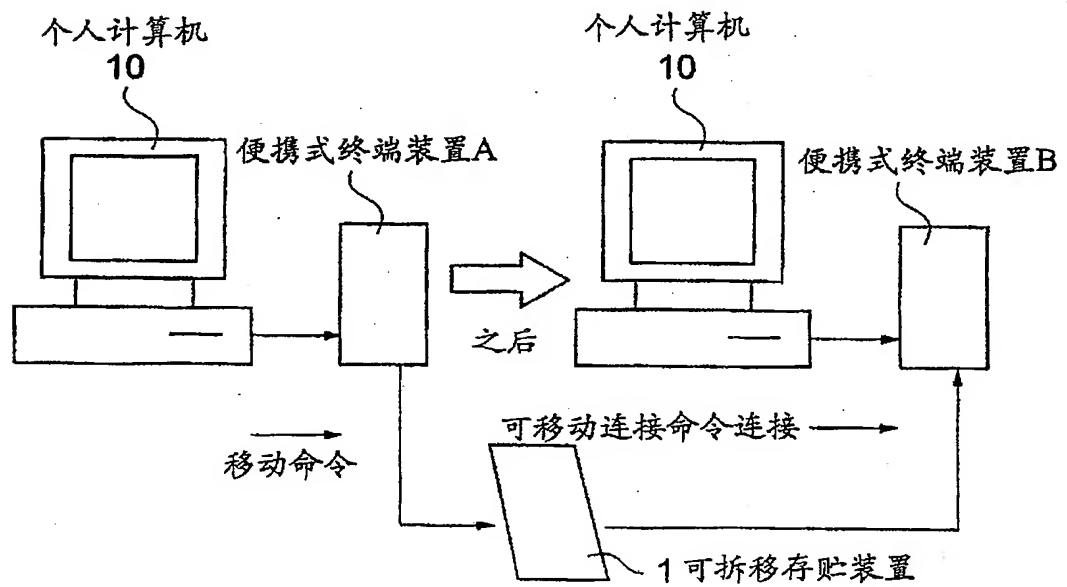 个人计算机
10
便携式终端装置A
个人计算机
10
便携式终端装置B
之后
移动命令
可移动连接命令连接
1 可拆移存贮装置